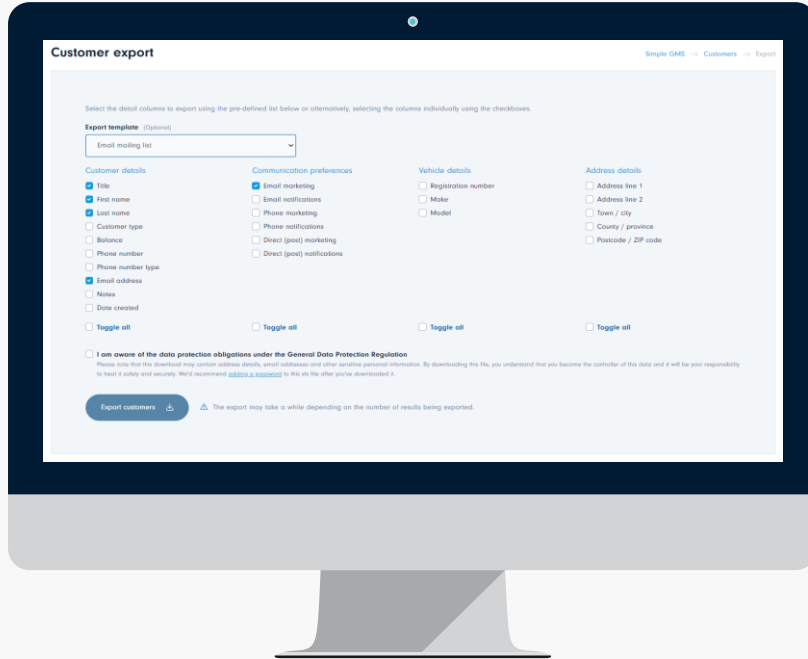 Customer export
Simple GMS → Customers → Export
Select the detail columns to export using the pre-defined list below or alternatively, selecting the columns individually using the checkboxes.
Export template (Optional)
Email mailing list
Customer details
Title
First name
Last name
Customer type
Balance
Phone number
Phone number type
Email address
Notes
Date created
Toggle all
Communication preferences
Email marketing
Email notifications
Phone marketing
Phone notifications
Direct (post) marketing
Direct (post) notifications
Toggle all
Vehicle details
Registration number
Make
Model
Toggle all
Address details
Address line 1
Address line 2
Town / city
County / province
Postcode / ZIP code
Toggle all
I am aware of the data protection obligations under the General Data Protection Regulation
Please note that this download may contain address details, email addresses and other sensitive personal information. By downloading this file, you understand that you become the controller of this data and it will be your responsibility
to treat it safely and securely. We'd recommend adding a password to this xls file after you've downloaded it.
Export customers
The export may take a while depending on the number of results being exported.